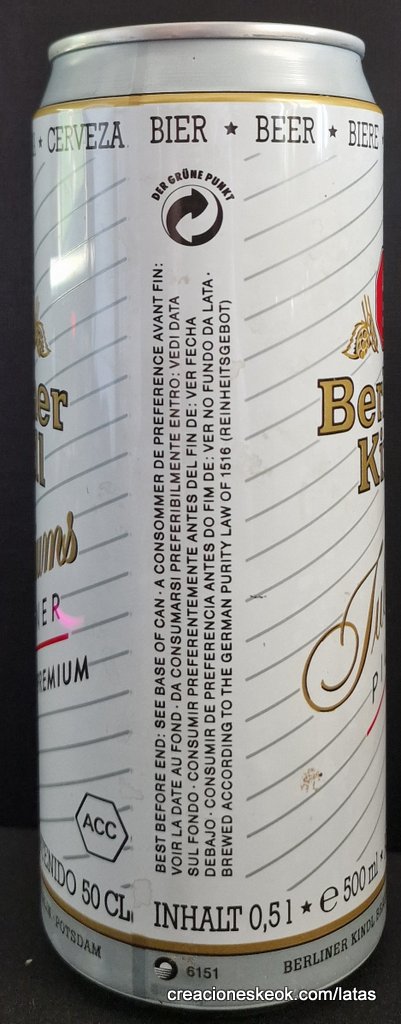 ★ CERVEZA BIER ★ BEER ★ BIERE
DER GRÜNE PUNKT
BEST BEFORE END: SEE BASE OF CAN · A CONSOMMER DE PREFERENCE AVANT FIN:
VOIR LA DATE AU FOND · DA CONSUMARSI PREFERIBILMENTE ENTRO: VEDI DATA
SUL FONDO · CONSUMIR PREFERENTEMENTE ANTES DEL FIN DE: VER FECHA
DEBAJO · CONSUMIR DE PREFERENCIA ANTES DO FIM DE: VER NO FUNDO DA LATA ·
BREWED ACCORDING TO THE GERMAN PURITY LAW OF 1516 (REINHEITSGEBOT)
Ber
Ki
Ju
P
REMIUM
ACC
50 CL
INHALT 0,5 l ★ ℮ 500 ml
POTSDAM
6151
BERLINER KINDL
creacioneskeok.com/latas